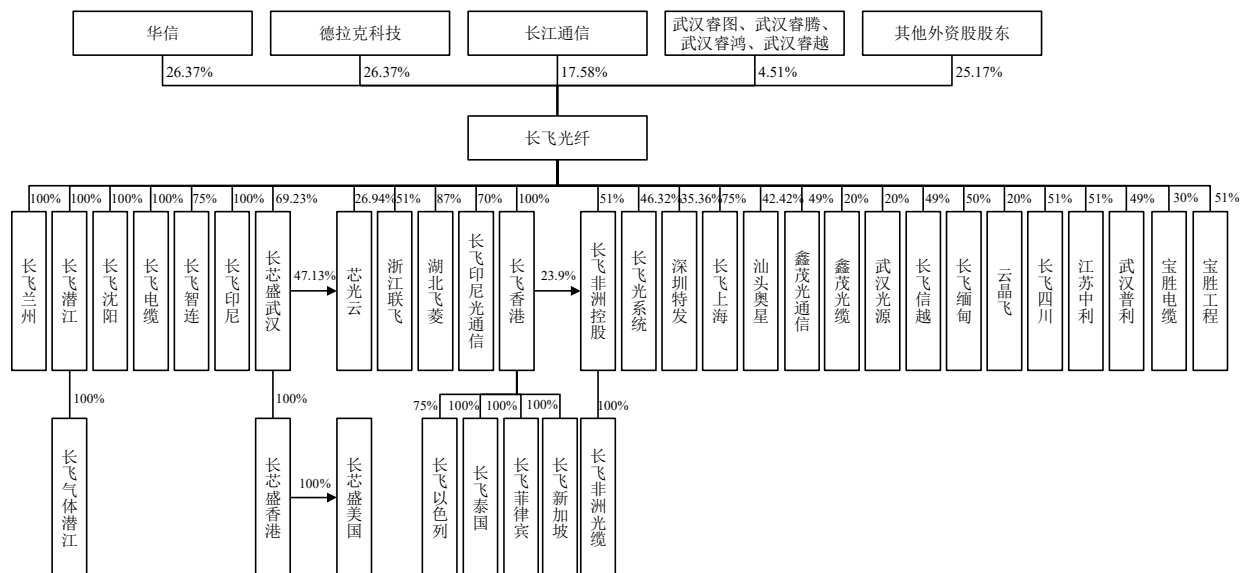 华信
德拉克科技
长江通信
武汉睿图、武汉睿腾、
武汉睿鸿、武汉睿越
其他外资股股东
26.37%
26.37%
17.58%
4.51%
25.17%
长飞光纤
100%
100%
100%
100%
75%
100%
69.23%
26.94%
51%
87%
70%
100%
51%
46.32%
35.36%
75%
42.42%
49%
20%
20%
49%
50%
20%
51%
51%
49%
30%
51%
长飞兰州
长飞潜江
长飞沈阳
长飞电缆
长飞智连
长飞印尼
长芯盛武汉
47.13%
芯光云
浙江联飞
湖北飞菱
长飞印尼光
通信
长飞香港
23.9%
长飞非洲控股
长飞光系统
深圳特发
长飞上海
汕头奥星
鑫茂光通信
鑫茂光缆
武汉光源
长飞信越
长飞缅甸
云晶飞
长飞四川
江苏中利
武汉普利
宝胜电缆
宝胜工程
100%
100%
75%
100%
100%
100%
100%
长飞气体潜江
长芯盛香港
100%
长芯盛美国
长飞以色列
长飞泰国
长飞菲律宾
长飞新加坡
长飞非洲光缆